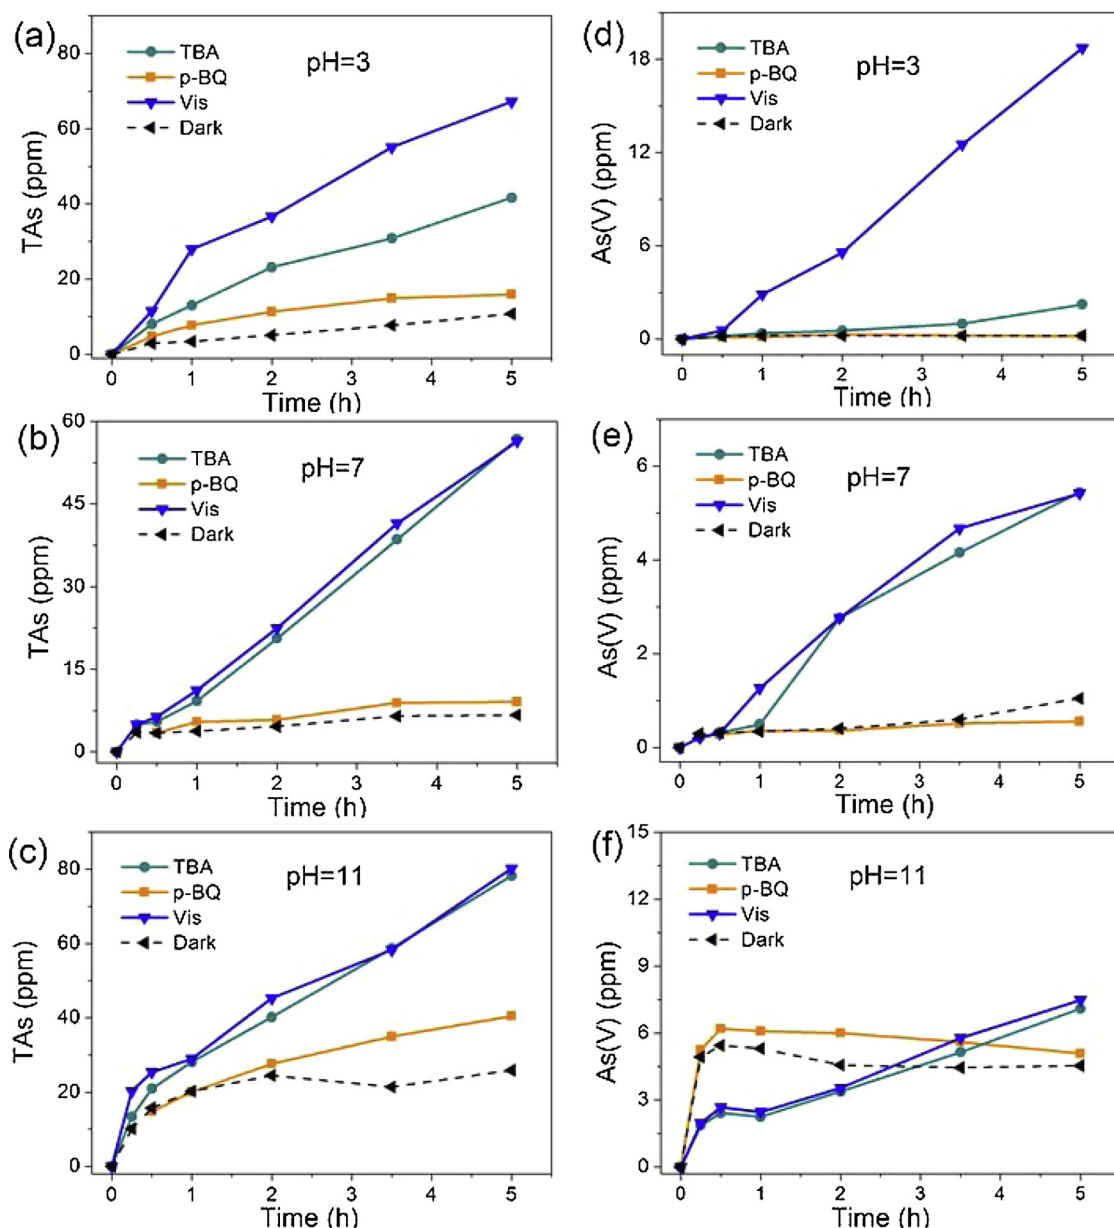 (a)
TBA
p-BQ
Vis
Dark
pH=3
TAs (ppm)
80
60
40
20
0
0 1 2 3 4 5
Time (h)
(d)
TBA
p-BQ
Vis
Dark
pH=3
As(V) (ppm)
18
12
6
0
0 1 2 3 4 5
Time (h)
(b)
TBA
p-BQ
Vis
Dark
pH=7
TAs (ppm)
60
45
30
15
0
0 1 2 3 4 5
Time (h)
(e)
TBA
p-BQ
Vis
Dark
pH=7
As(V) (ppm)
6
4
2
0
0 1 2 3 4 5
Time (h)
(c)
TBA
p-BQ
Vis
Dark
pH=11
TAs (ppm)
80
60
40
20
0
0 1 2 3 4 5
Time (h)
(f)
TBA
p-BQ
Vis
Dark
pH=11
As(V) (ppm)
15
12
9
6
3
0
0 1 2 3 4 5
Time (h)